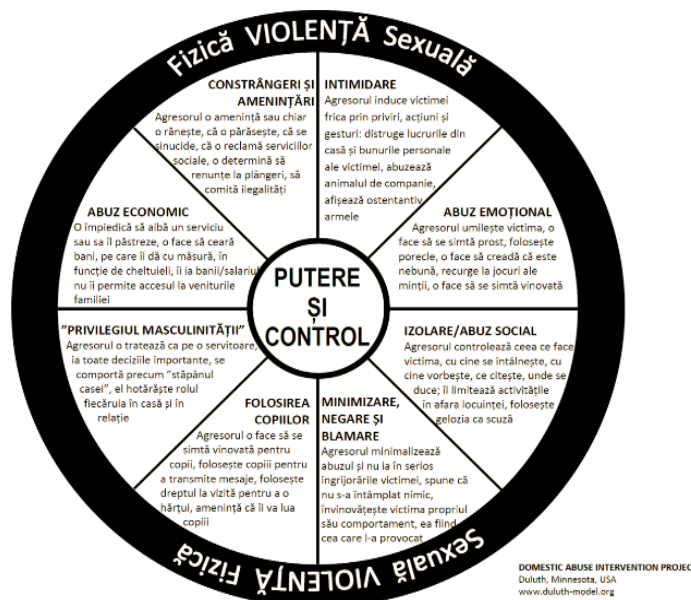 Fizică VIOLENȚĂ Sexuală
CONSTRÂNGERI ȘI
AMENINȚĂRI
Agresorul o amenință sau chiar
o rănește, că o părăsește, că se
sinucide, că o reclamă serviciilor
sociale, o determină să
renunțe la plângeri, să
comită ilegalități
INTIMIDARE
Agresorul induce victimei
frica prin priviri, acțiuni și
gesturi: distruge lucrurile din
casă și bunurile personale
ale victimei, abuzează
animalul de companie,
afișează ostentantiv
armele
ABUZ ECONOMIC
O împiedică să aibă un serviciu
sau sa îl păstreze, o face să ceară
bani, pe care îi dă cu măsură, în
funcție de cheltuieli, îi ia banii/salariul
nu îi permite accesul la veniturile
familiei
ABUZ EMOȚIONAL
Agresorul umilește victima, o
face să se simtă prost, folosește
porecle, o face să creadă că este
nebună, recurge la jocuri ale
minții, o face să se simtă vinovată
PUTERE
ȘI
CONTROL
”PRIVILEGIUL MASCULINITĂȚII”
Agresorul o tratează ca pe o servitoare,
ia toate deciziile importante, se
comportă precum “stăpânul
casei”, el hotărăște rolul
fiecăruia în casă și în
relație
IZOLARE/ABUZ SOCIAL
Agresorul controlează ceea ce face
victima, cu cine se întâlnește, cu
cine vorbește, ce citește, unde se
duce; îl limitează activitățile
în afara locuinței, folosește
gelozia ca scuză
FOLOSIREA
COPIILOR
Agresorul o face să se
simtă vinovată pentru
copii, folosește copiii pentru
a transmite mesaje, folosește
dreptul la vizită pentru a o
hărțui, amenință că îi va lua
copiii
MINIMIZARE,
NEGARE ȘI
BLAMARE
Agresorul minimalizează
abuzul și nu ia în serios
îngrijorările victimei, spune că
nu s-a întâmplat nimic,
învinovățește victima propriul
său comportament, ea fiind
cea care l-a provocat
Sexuală VIOLENȚĂ Fizică
DOMESTIC ABUSE INTERVENTION PROJEC
Duluth, Minnesota, USA
www.duluth-model.org